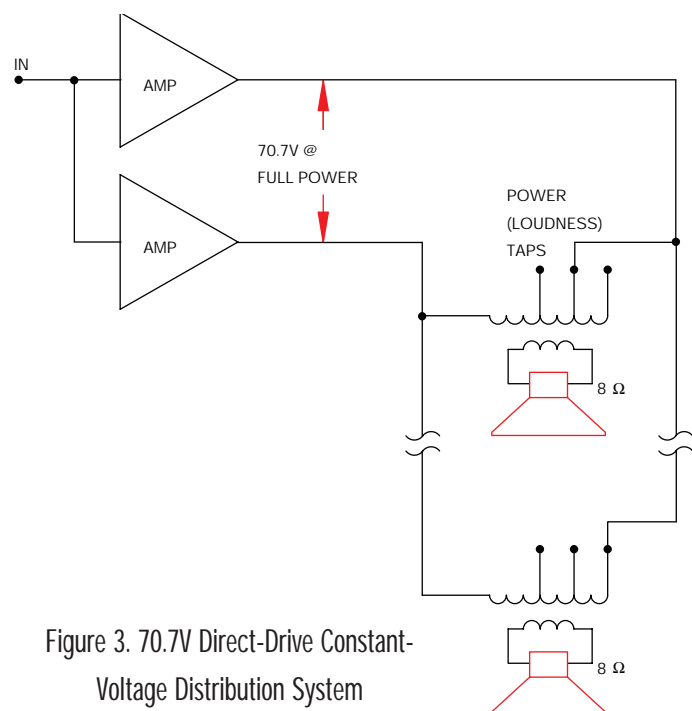 IN
AMP
70.7V @
FULL POWER
AMP
POWER
(LOUDNESS)
TAPS
8 Ω
8 Ω
Figure 3. 70.7V Direct-Drive Constant-
Voltage Distribution System